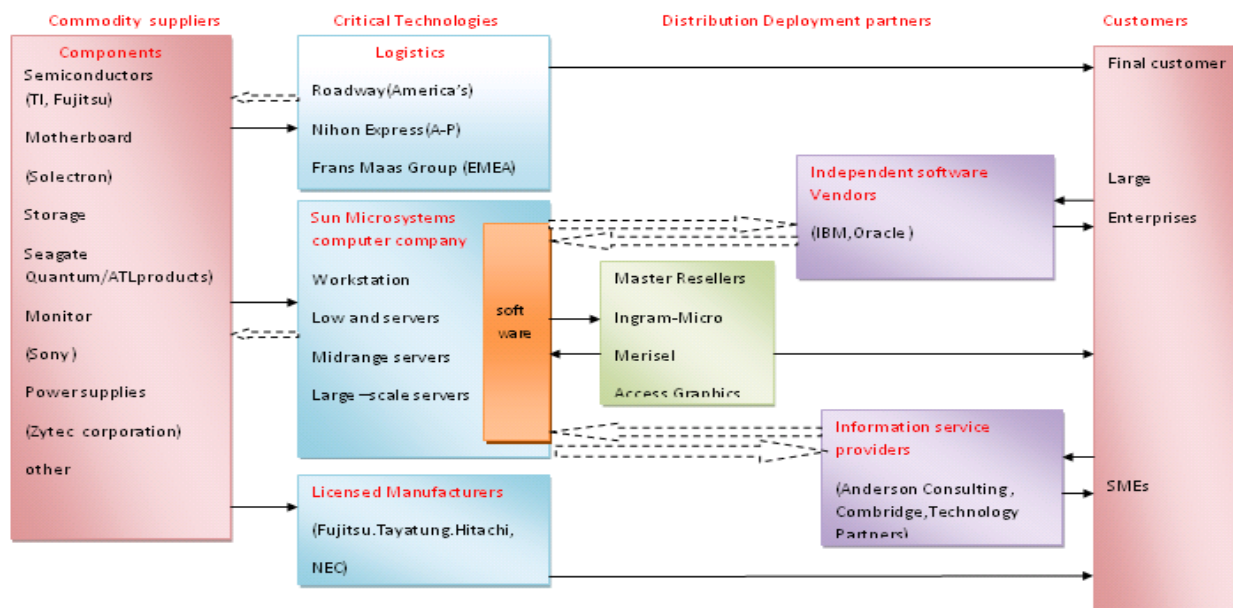 Commodity suppliers
Critical Technologies
Distribution Deployment partners
Customers
Components
Semiconductors
(TI, Fujitsu)
Motherboard
(Solectron)
Storage
Seagate
Quantum/ATLproducts)
Monitor
(Sony)
Power supplies
(Zytec corporation)
other
Logistics
Roadway(America's)
Nihon Express(A-P)
Frans Maas Group (EMEA)
Sun Microsystems
computer company
Workstation
Low and servers
Midrange servers
Large –scale servers
soft
ware
Licensed Manufacturers
(Fujitsu.Tayatung.Hitachi,
NEC)
Master Resellers
Ingram-Micro
Merisel
Access Graphics
Independent software
Vendors
(IBM,Oracle)
Information service
providers
(Anderson Consulting,
Combridge,Technology
Partners)
Final customer
Large
Enterprises
SMEs